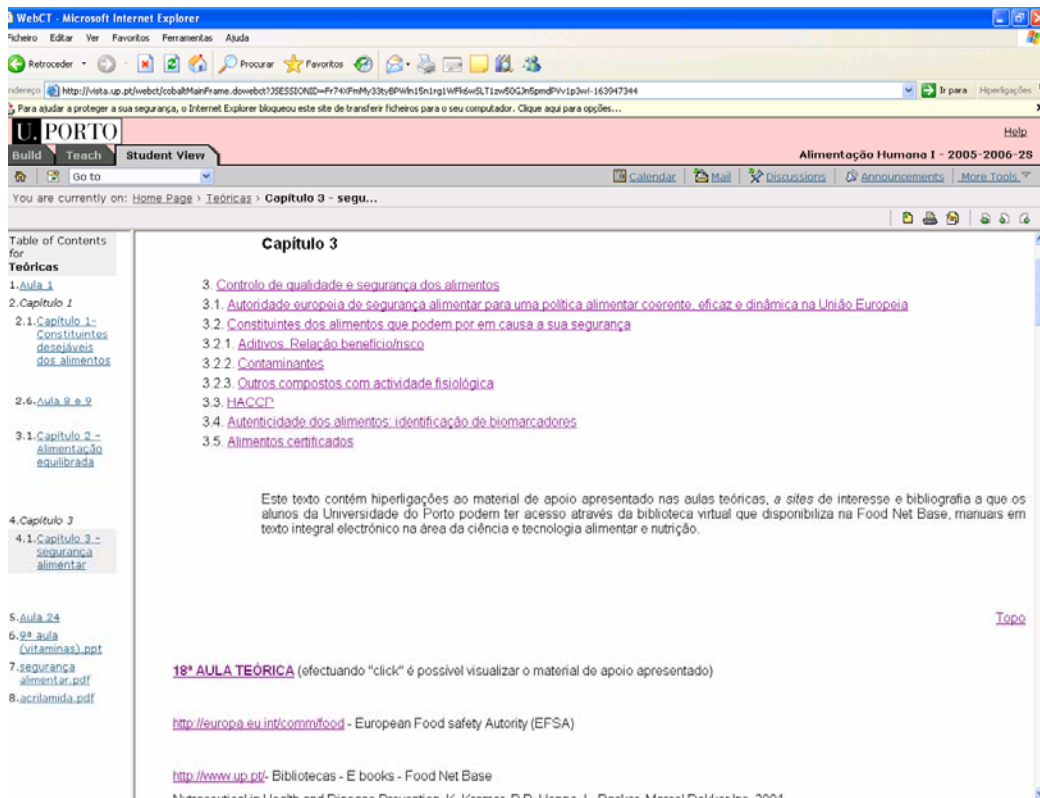 WebCT - Microsoft Internet Explorer
Ficheiro Editar Ver Favoritos Ferramentas Ajuda
Retroceder Procurar Favoritos
Endereço Ir para Hiperligações
Para ajudar a proteger a sua segurança, o Internet Explorer bloqueou este site de transferir ficheiros para o seu computador. Clique aqui para opções...
U. PORTO
Help
Build Teach Student View Alimentação Humana I - 2005-2006-2S
Go to Calendar Mail Discussions Announcements More Tools
You are currently on: Home Page > Teóricas > Capítulo 3 - segu...
Table of Contents
for
Teóricas
1.Aula 1
2.Capítulo 1
2.1.Capítulo 1-
Constituintes
desejáveis
dos alimentos
2.6.Aula 8 e 9
3.1.Capítulo 2 -
Alimentação
equilibrada
4.Capítulo 3
4.1.Capítulo 3 -
segurança
alimentar
5.Aula 24
6.9ª aula
(vitaminas).ppt
7.segurança
alimentar.pdf
8.acrilamida.pdf
Capítulo 3
3. Controlo de qualidade e segurança dos alimentos
3.1. Autoridade europeia de segurança alimentar para uma política alimentar coerente, eficaz e dinâmica na União Europeia
3.2. Constituintes dos alimentos que podem por em causa a sua segurança
3.2.1. Aditivos. Relação benefício/risco
3.2.2. Contaminantes
3.2.3. Outros compostos com actividade fisiológica
3.3. HACCP
3.4. Autenticidade dos alimentos: identificação de biomarcadores
3.5. Alimentos certificados
Este texto contém hiperligações ao material de apoio apresentado nas aulas teóricas, a sites de interesse e bibliografia a que os
alunos da Universidade do Porto podem ter acesso através da biblioteca virtual que disponibiliza na Food Net Base, manuais em
texto integral electrónico na área da ciência e tecnologia alimentar e nutrição.
Topo
18ª AULA TEÓRICA (efectuando "click" é possível visualizar o material de apoio apresentado)
http://europa.eu.int/comm/food - European Food safety Autority (EFSA)
http://www.up.pt/- Bibliotecas - E books - Food Net Base